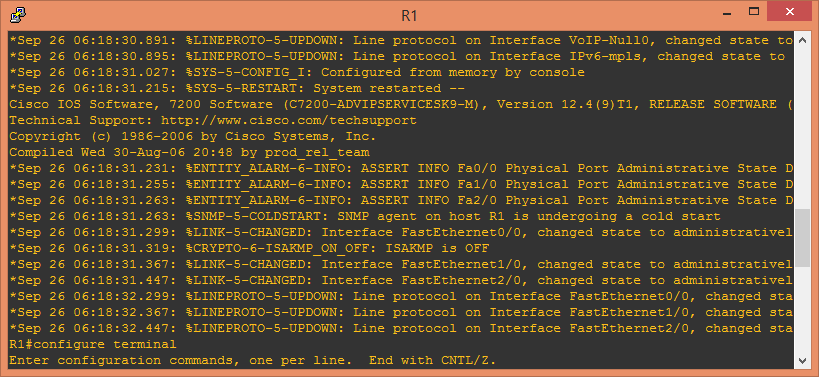 R1
*Sep 26 06:18:30.891: %LINEPROTO-5-UPDOWN: Line protocol on Interface VoIP-Null0, changed state to
*Sep 26 06:18:30.895: %LINEPROTO-5-UPDOWN: Line protocol on Interface IPv6-mpls, changed state to
*Sep 26 06:18:31.027: %SYS-5-CONFIG_I: Configured from memory by console
*Sep 26 06:18:31.215: %SYS-5-RESTART: System restarted --
Cisco IOS Software, 7200 Software (C7200-ADVIPSERVICESK9-M), Version 12.4(9)T1, RELEASE SOFTWARE (
Technical Support: http://www.cisco.com/techsupport
Copyright (c) 1986-2006 by Cisco Systems, Inc.
Compiled Wed 30-Aug-06 20:48 by prod_rel_team
*Sep 26 06:18:31.231: %ENTITY_ALARM-6-INFO: ASSERT INFO Fa0/0 Physical Port Administrative State D
*Sep 26 06:18:31.255: %ENTITY_ALARM-6-INFO: ASSERT INFO Fa1/0 Physical Port Administrative State D
*Sep 26 06:18:31.263: %ENTITY_ALARM-6-INFO: ASSERT INFO Fa2/0 Physical Port Administrative State D
*Sep 26 06:18:31.263: %SNMP-5-COLDSTART: SNMP agent on host R1 is undergoing a cold start
*Sep 26 06:18:31.299: %LINK-5-CHANGED: Interface FastEthernet0/0, changed state to administrativel
*Sep 26 06:18:31.319: %CRYPTO-6-ISAKMP_ON_OFF: ISAKMP is OFF
*Sep 26 06:18:31.367: %LINK-5-CHANGED: Interface FastEthernet1/0, changed state to administrativel
*Sep 26 06:18:31.447: %LINK-5-CHANGED: Interface FastEthernet2/0, changed state to administrativel
*Sep 26 06:18:32.299: %LINEPROTO-5-UPDOWN: Line protocol on Interface FastEthernet0/0, changed sta
*Sep 26 06:18:32.367: %LINEPROTO-5-UPDOWN: Line protocol on Interface FastEthernet1/0, changed sta
*Sep 26 06:18:32.447: %LINEPROTO-5-UPDOWN: Line protocol on Interface FastEthernet2/0, changed sta
R1#configure terminal
Enter configuration commands, one per line.  End with CNTL/Z.